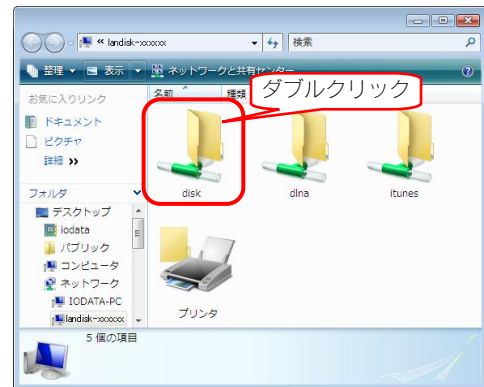 « landisk-xxxxxx
検索
整理
表示
ネットワークと共有センター
お気に入りリンク
ドキュメント
ピクチャ
詳細 »
フォルダ
デスクトップ
iodata
パブリック
コンピュータ
ネットワーク
IODATA-PC
landisk-xxxxxx
名前
種類
ダブルクリック
disk
dlna
itunes
プリンタ
5 個の項目